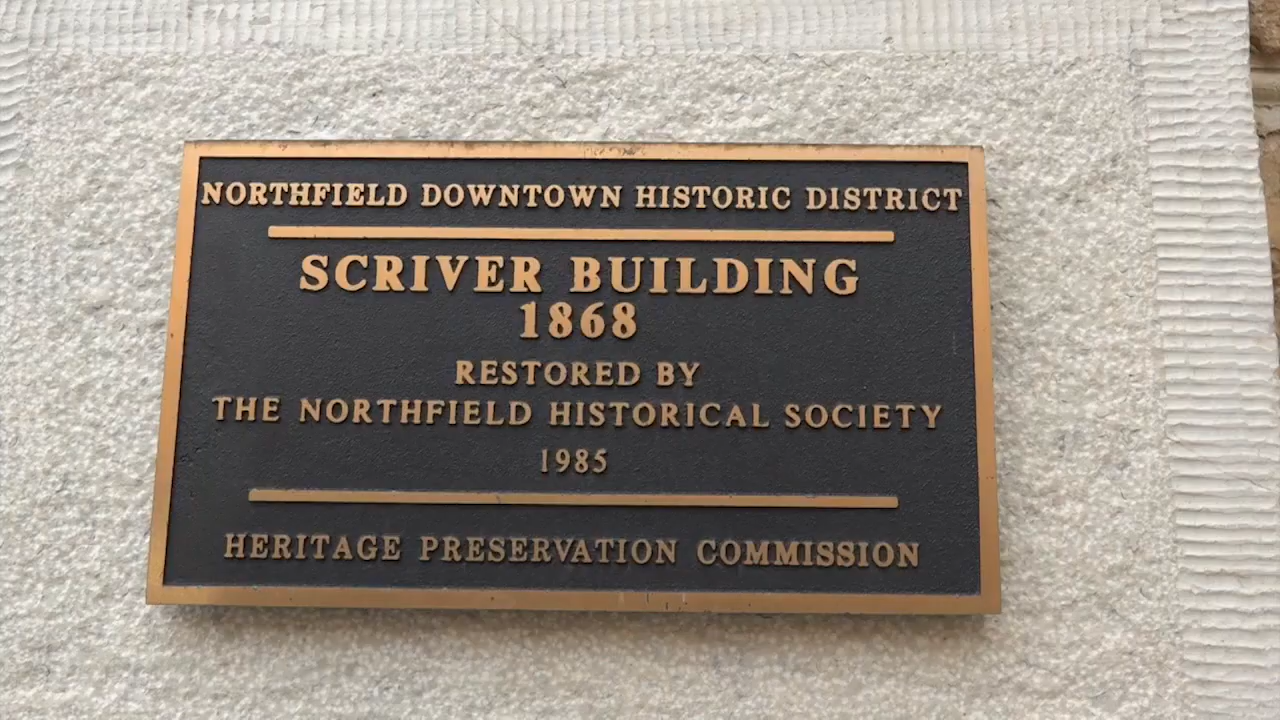 NORTHFIELD DOWNTOWN HISTORIC DISTRICT
SCRIVER BUILDING
1868
RESTORED BY
THE NORTHFIELD HISTORICAL SOCIETY
1985
HERITAGE PRESERVATION COMMISSION